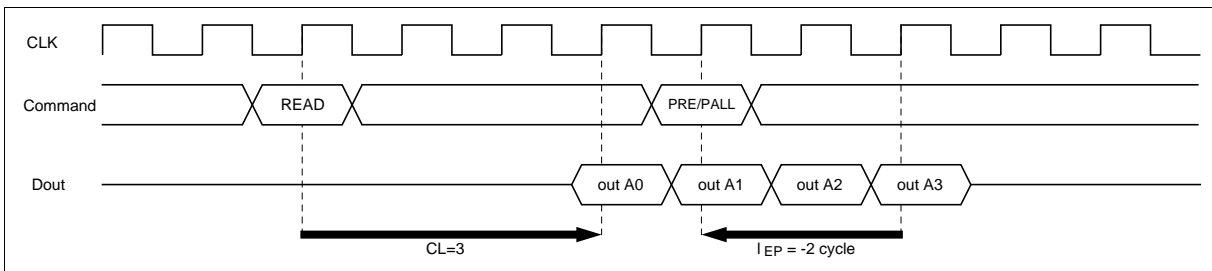 CLK
Command
READ
PRE/PALL
Dout
out A0
out A1
out A2
out A3
CL=3
l EP = -2 cycle